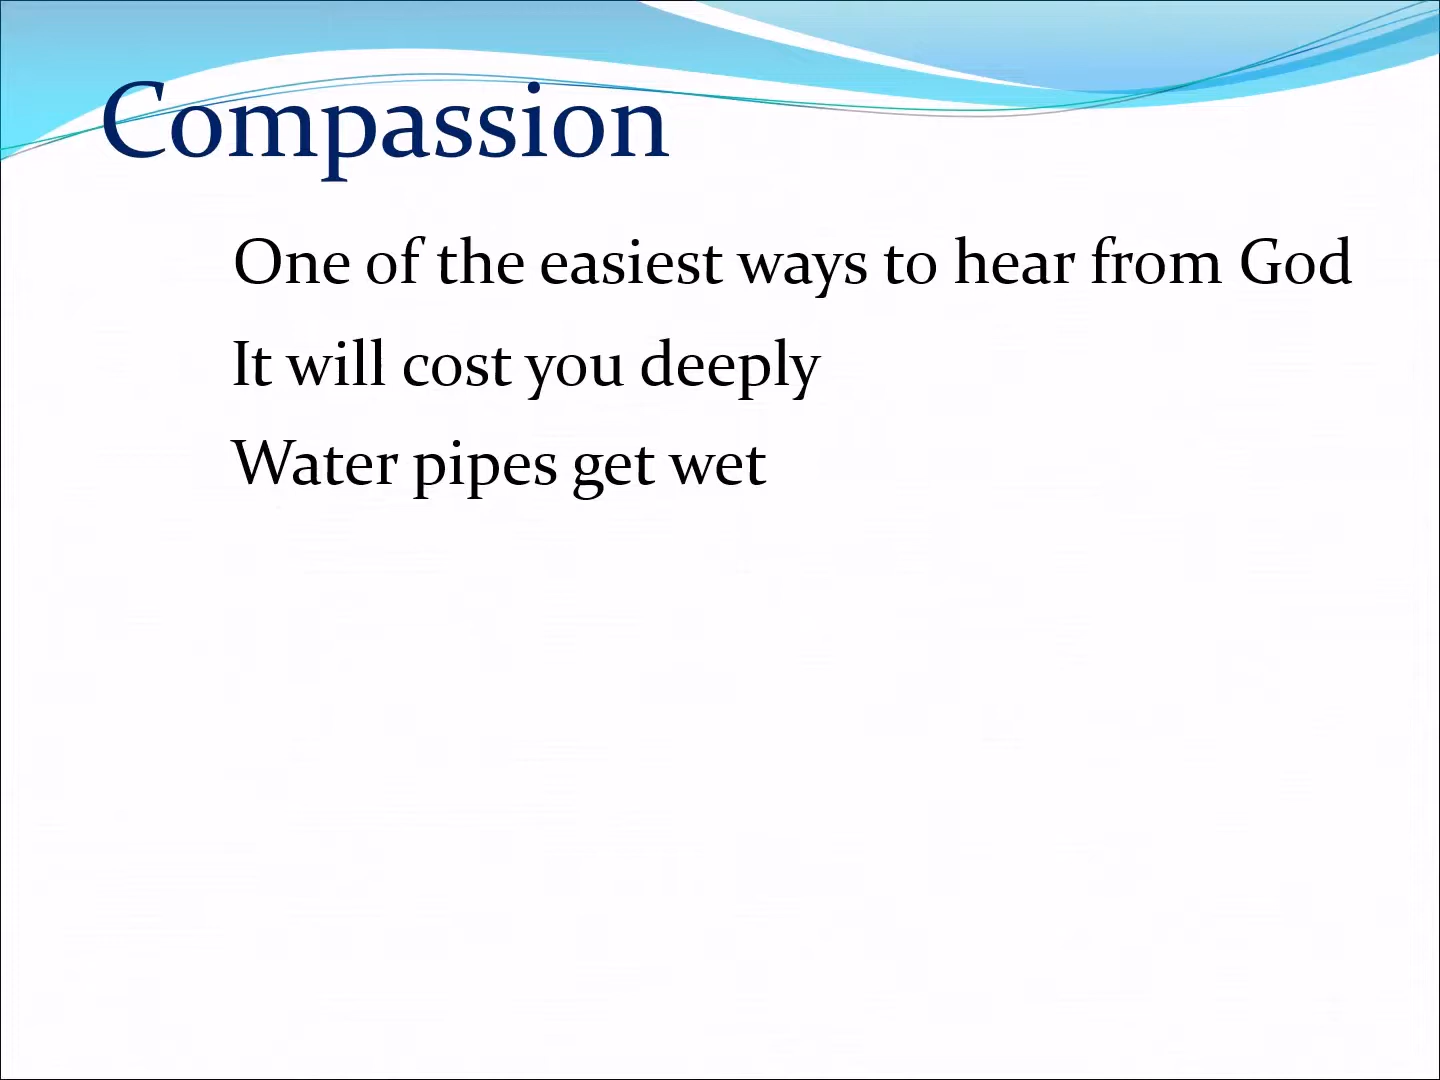 Compassion
One of the easiest ways to hear from God
It will cost you deeply
Water pipes get wet